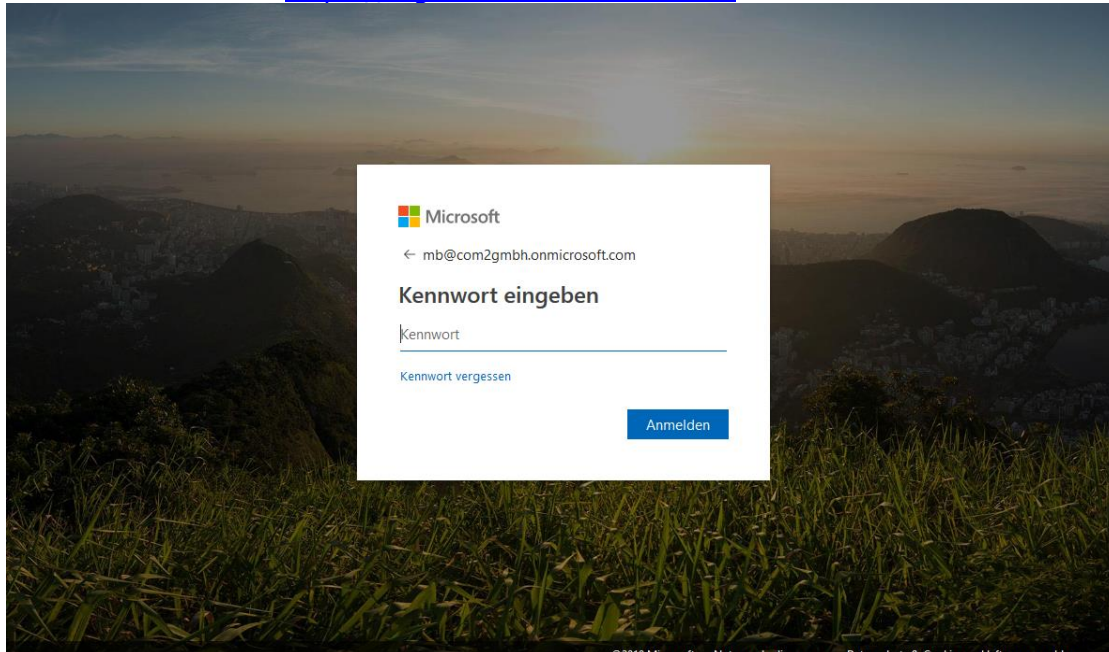 Microsoft
← mb@com2gmbh.onmicrosoft.com
Kennwort eingeben
Kennwort
Kennwort vergessen
Anmelden